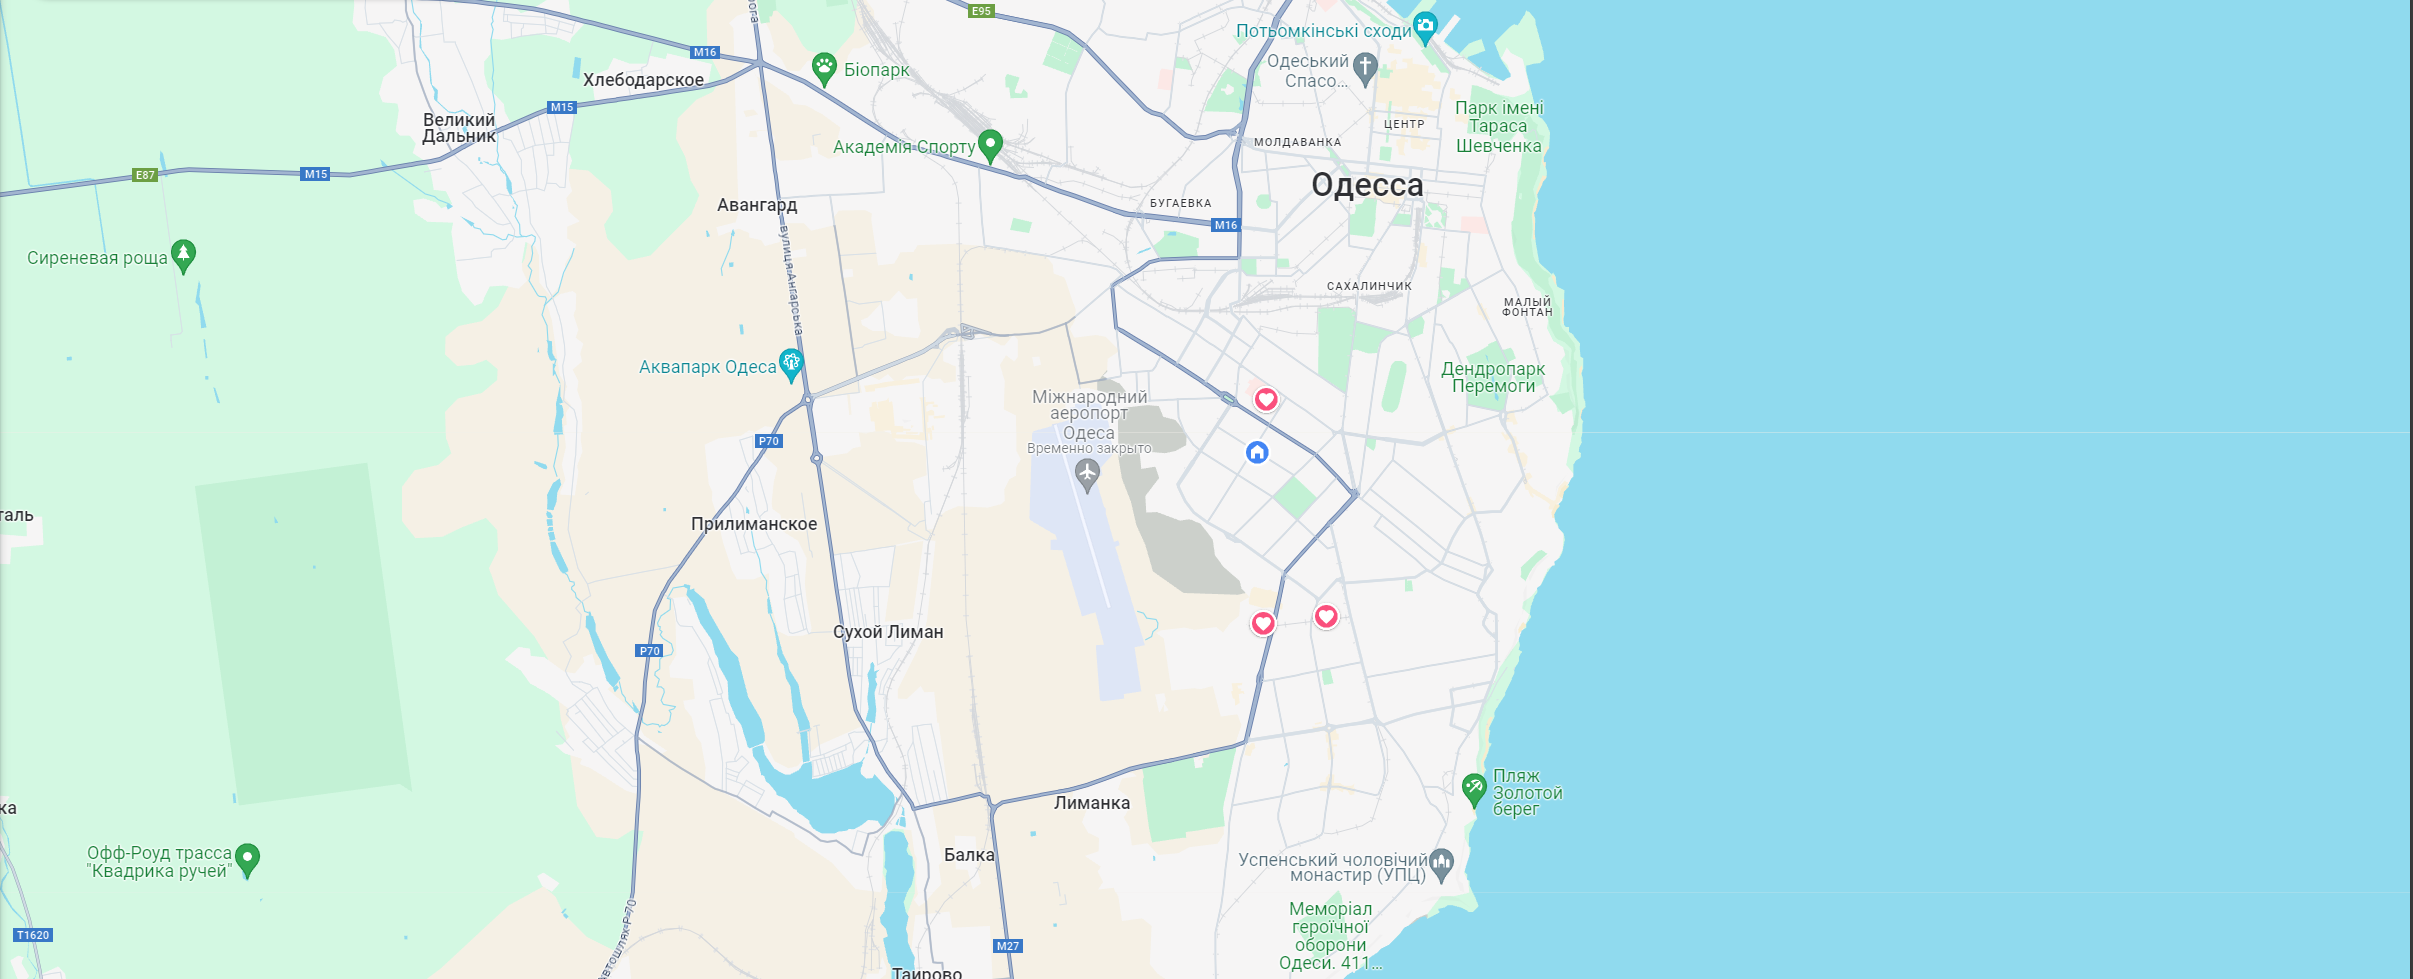 рога
E95
Потьомкінські сходи
M16
Одеський
Спасо...
Біопарк
Хлебодарское
M15
Парк імені
Тараса
Шевченка
Великий
Дальник
ЦЕНТР
МОЛДАВАНКА
Академія Спорту
E87
M15
Одесса
Авангард
БУГАЕВКА
M16
вулиця Ангарська
Сиреневая роща
САХАЛИНЧИК
МАЛЫЙ
ФОНТАН
Аквапарк Одеса
Дендропарк
Перемоги
Міжнародний
аеропорт
Одеса
Временно закрыто
P70
таль
Прилиманское
Сухой Лиман
P70
Пляж
Золотой
берег
ка
Лиманка
Офф-Роуд трасса
"Квадрика ручей"
Балка
Успенський чоловічий
монастир (УПЦ)
Меморіал
героїчної
оборони
Одеси. 411...
автошлях Р-70
T1620
M27
Таирово